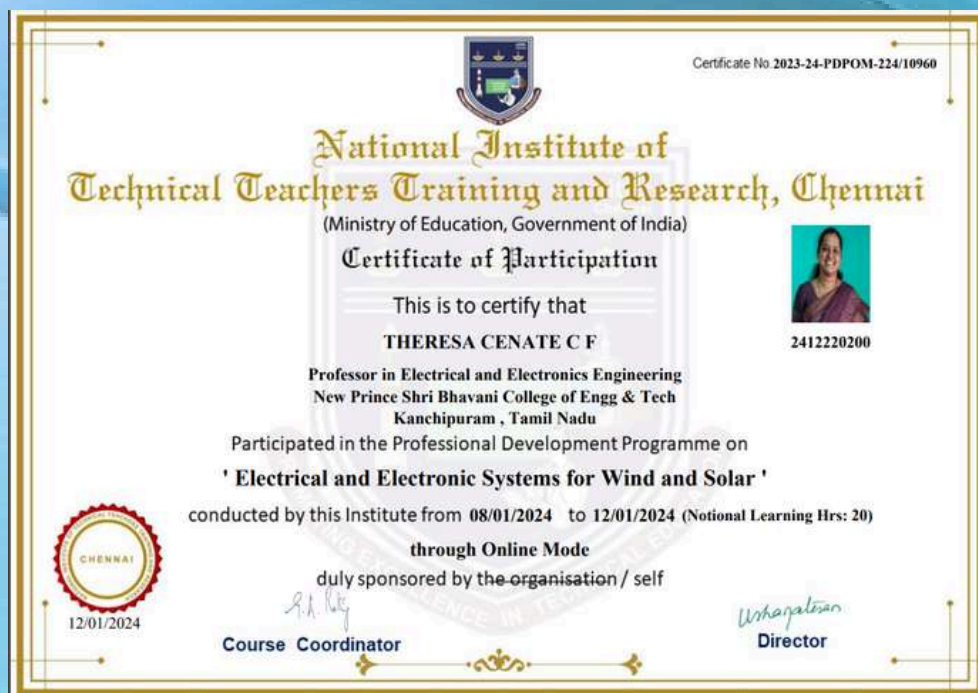 Certificate No.2023-24-PDPOM-224/10960
National Institute of
Technical Teachers Training and Research, Chennai
(Ministry of Education, Government of India)
Certificate of Participation
This is to certify that
THERESA CENATE C F
2412220200
Professor in Electrical and Electronics Engineering
New Prince Shri Bhavani College of Engg & Tech
Kanchipuram , Tamil Nadu
Participated in the Professional Development Programme on
' Electrical and Electronic Systems for Wind and Solar '
conducted by this Institute from 08/01/2024 to 12/01/2024 (Notional Learning Hrs: 20)
through Online Mode
duly sponsored by the organisation / self
CHENNAI
12/01/2024
Course Coordinator
Director